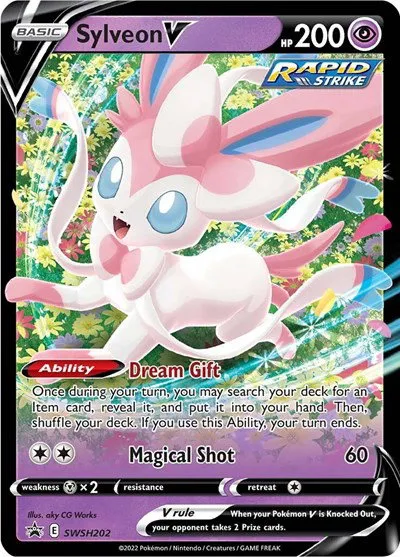 BASIC
Sylveon V
HP 200
RAPID
STRIKE
Ability Dream Gift
Once during your turn, you may search your deck for an
Item card, reveal it, and put it into your hand. Then,
shuffle your deck. If you use this Ability, your turn ends.
Magical Shot 60
weakness ×2 resistance retreat
Illus. aky CG Works
E SWSH202
V rule
When your Pokémon V is Knocked Out,
your opponent takes 2 Prize cards.
©2022 Pokémon / Nintendo / Creatures / GAME FREAK